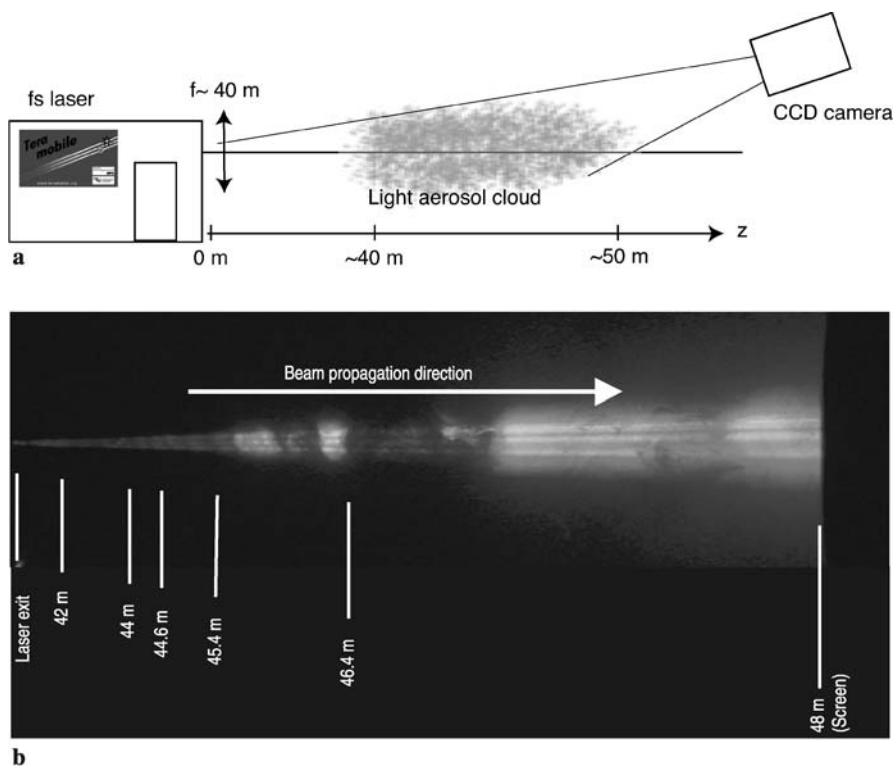 fs laser
f~ 40 m
CCD camera
Tera
mobile
Light aerosol cloud
z
a
0 m
~40 m
~50 m
Beam propagation direction
Laser exit
42 m
44 m
44.6 m
45.4 m
46.4 m
48 m
(Screen)
b